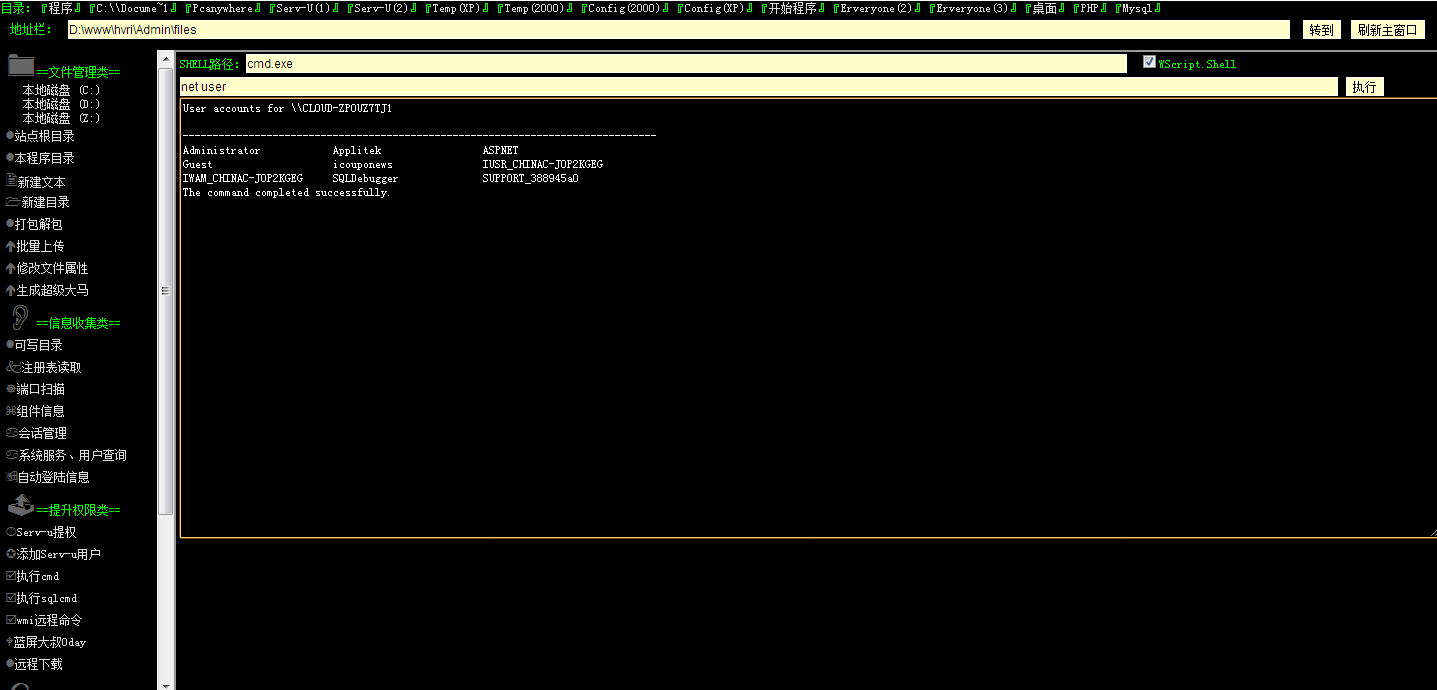 目录: 『程序』『C:\\Docume~1』『Pcanywhere』『Serv-U(1)』『Serv-U(2)』『Temp(XP)』『Temp(2000)』『Config(2000)』『Config(XP)』『开始程序』『Erveryone(2)』『Erveryone(3)』『桌面』『PHP』『Mysql』
地址栏: D:\www\hvri\Admin\files 转到 刷新主窗口
==文件管理类==
本地磁盘 (C:)
本地磁盘 (D:)
本地磁盘 (Z:)
站点根目录
本程序目录
新建文本
新建目录
打包解包
批量上传
修改文件属性
生成超级大马
==信息收集类==
可写目录
注册表读取
端口扫描
组件信息
会话管理
系统服务、用户查询
自动登陆信息
==提升权限类==
Serv-u提权
添加Serv-u用户
执行cmd
执行sqlcmd
wmi远程命令
蓝屏大叔0day
远程下载
SHELL路径: cmd.exe WScript.Shell
net user 执行
User accounts for \\CLOUD-ZPOUZ7TJ1
-------------------------------------------------------------------------------
Administrator Applitek ASPNET
Guest icouponews IUSR_CHINAC-JOP2KGEG
IWAM_CHINAC-JOP2KGEG SQLDebugger SUPPORT_388945a0
The command completed successfully.